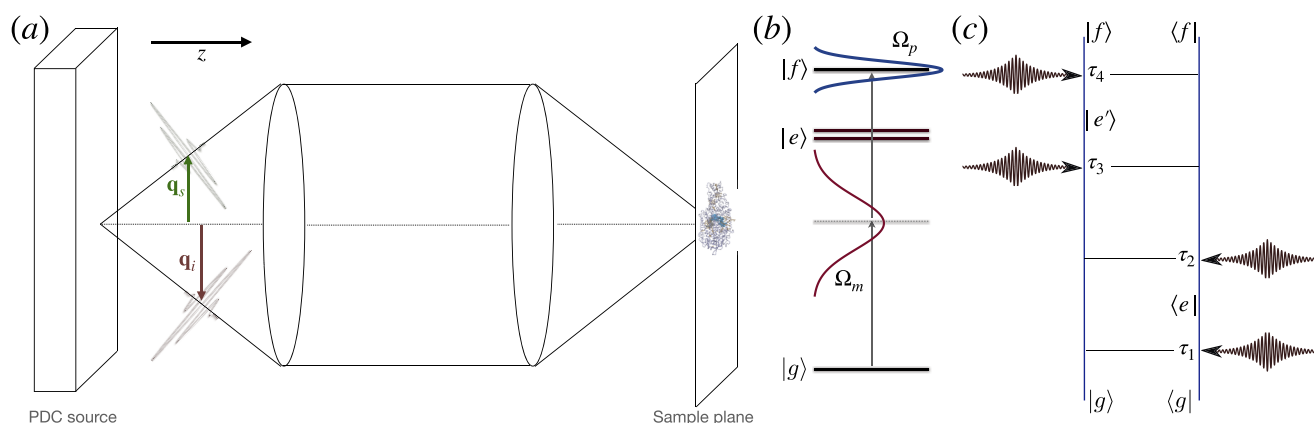 (a)
z
q_s
q_i
PDC source
Sample plane
(b)
Ω_p
|f⟩
|e⟩
Ω_m
|g⟩
(c)
|f⟩ ⟨f|
τ_4
|e'⟩
τ_3
τ_2
⟨e|
τ_1
|g⟩ ⟨g|